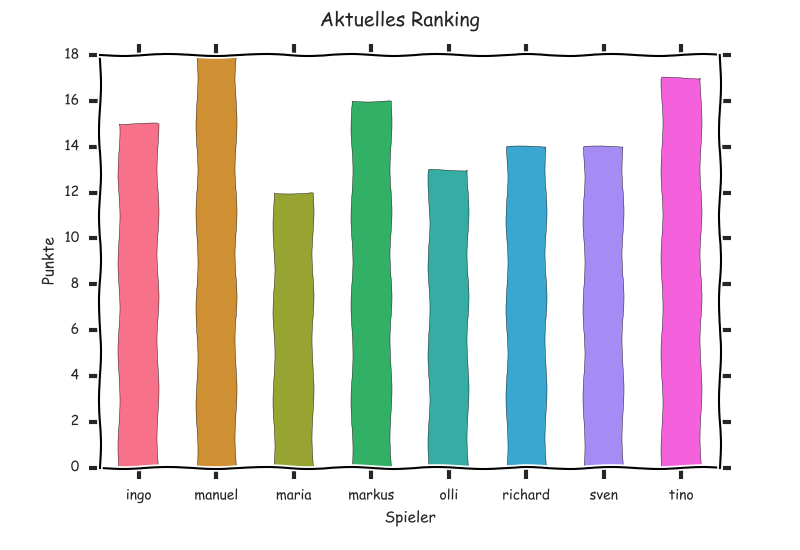 Aktuelles Ranking
18
16
14
12
10
8
6
4
2
0
Punkte
ingo manuel maria markus olli richard sven tino
Spieler